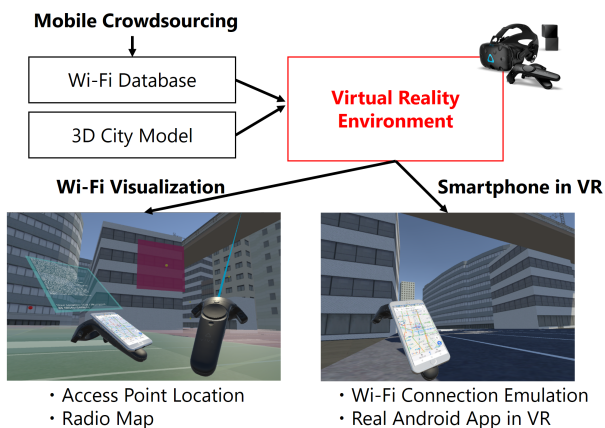 Mobile Crowdsourcing
Wi-Fi Database
3D City Model
Virtual Reality
Environment
Wi-Fi Visualization
Smartphone in VR
・Access Point Location
・Radio Map
・Wi-Fi Connection Emulation
・Real Android App in VR